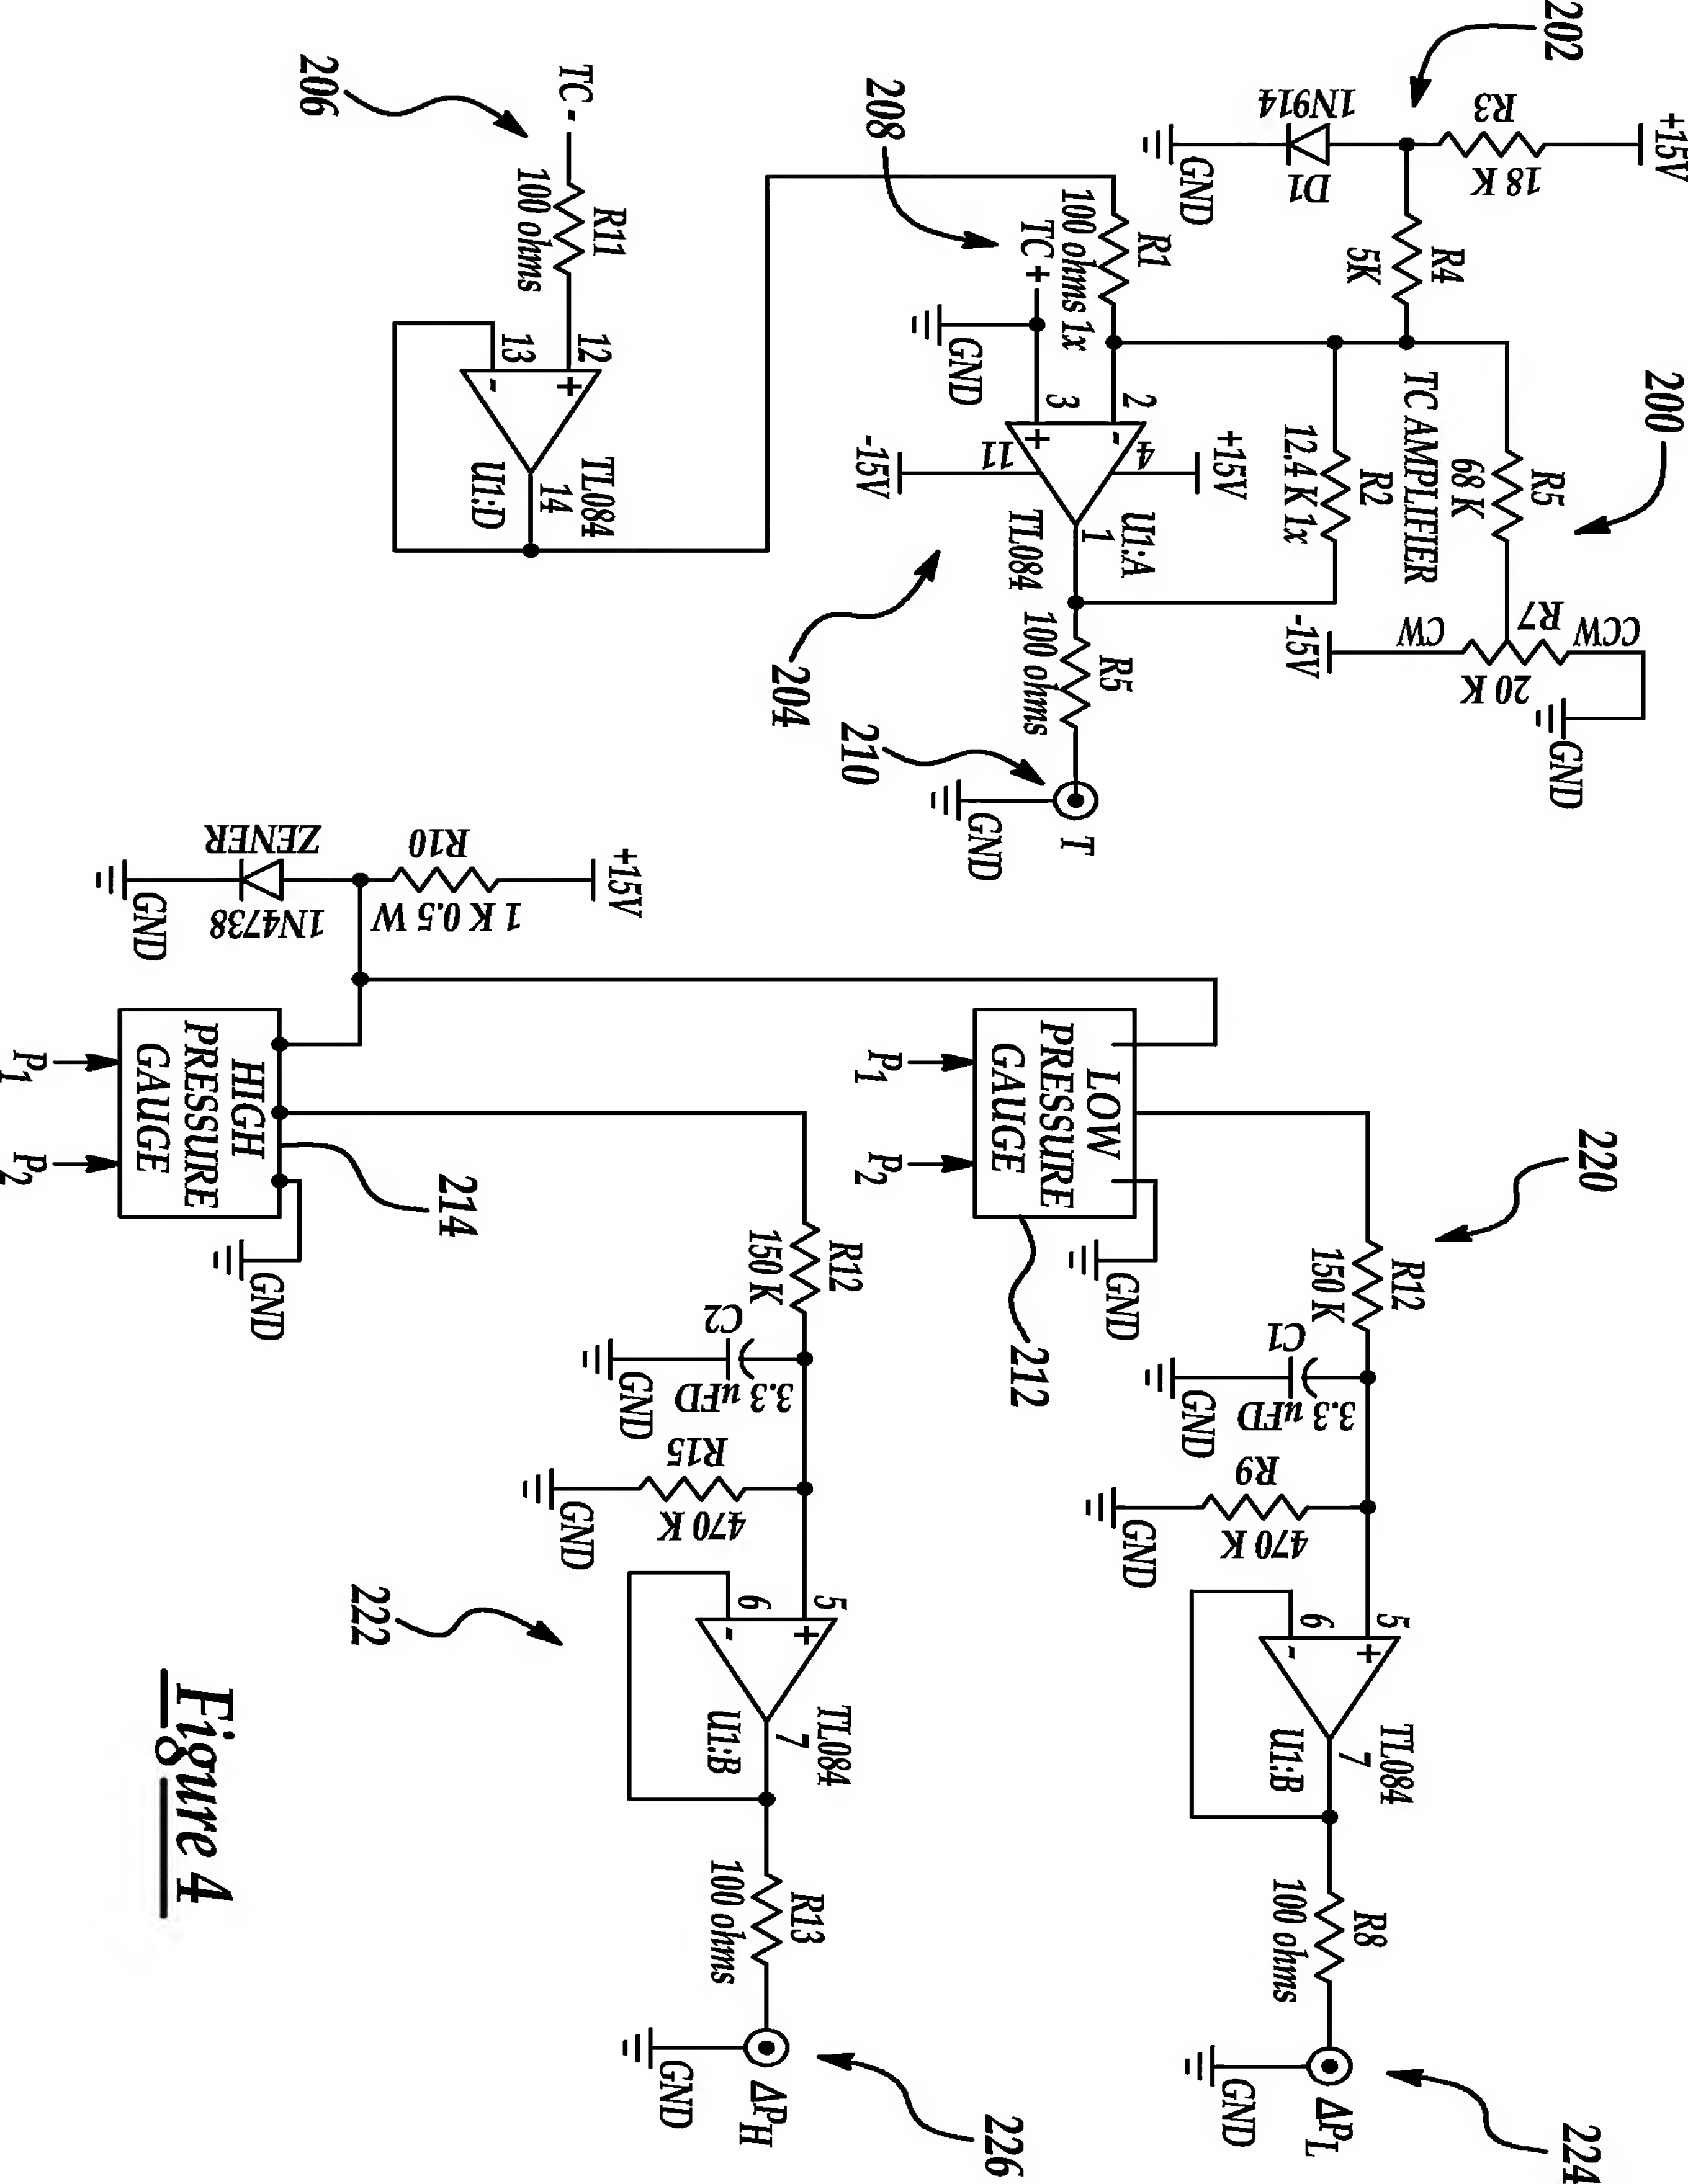 200
+15V
R3
18 K
202
1N914
D1
GND
R4
5K
R5
68 K
CCW
R7
20 K
CW
GND
-15V
TC AMPLIFIER
R2
12.4 K 1x
R1
100 ohms 1x
208
TC +
GND
2
-
3
+
4
+15V
11
-15V
U1:A
1
TL084
204
R5
100 ohms
210
T
GND
206
TC -
R11
100 ohms
12
+
13
-
TL084
14
U1:D
220
LOW
PRESSURE
GAUGE
P1
P2
GND
212
R12
150 K
C1
3.3 uFD
GND
R9
470 K
GND
5
+
6
-
TL084
7
U1:B
R8
100 ohms
224
ΔPL
GND
+15V
R10
1 K 0.5 W
ZENER
1N4738
GND
HIGH
PRESSURE
GAUGE
P1
P2
GND
214
R12
150 K
C2
3.3 uFD
GND
R15
470 K
GND
222
5
+
6
-
TL084
7
U1:B
R13
100 ohms
226
ΔPH
GND
Figure 4